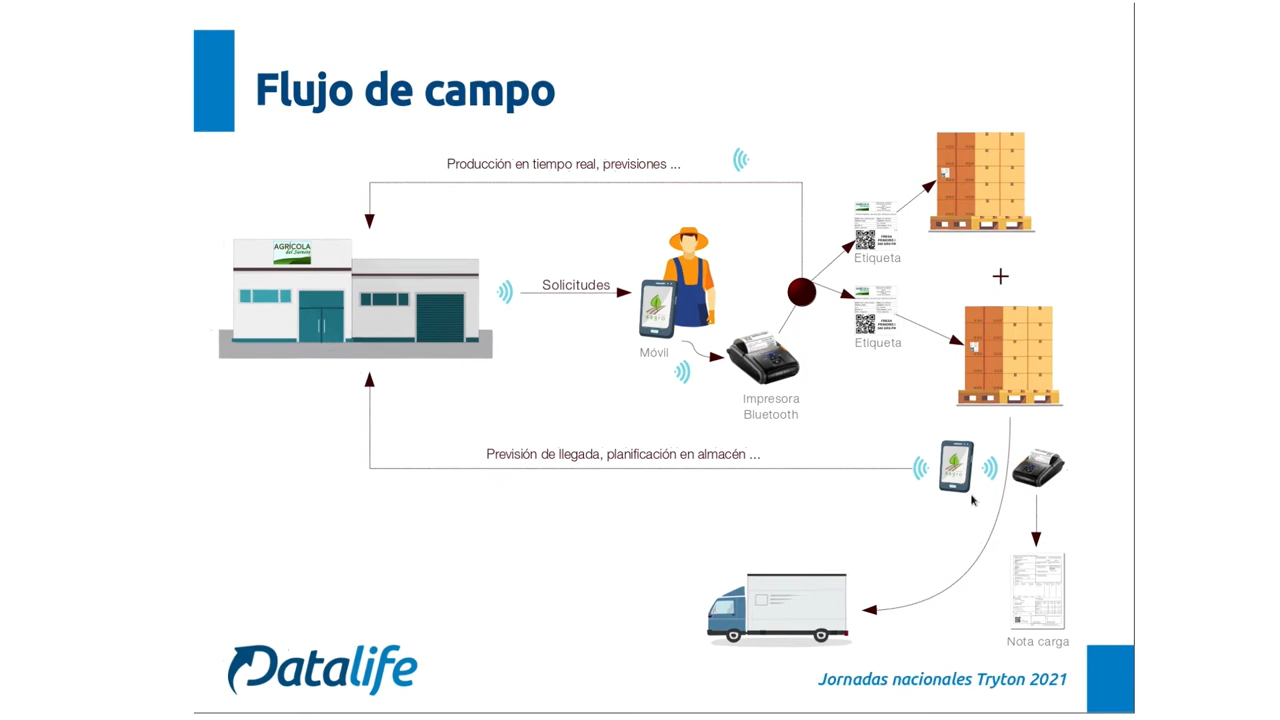 Flujo de campo
Producción en tiempo real, previsiones ...
AGRÍCOLA
Etiqueta
Solicitudes
Etiqueta
Móvil
Impresora
Bluetooth
Previsión de llegada, planificación en almacén ...
Nota carga
Datalife
Jornadas nacionales Tryton 2021